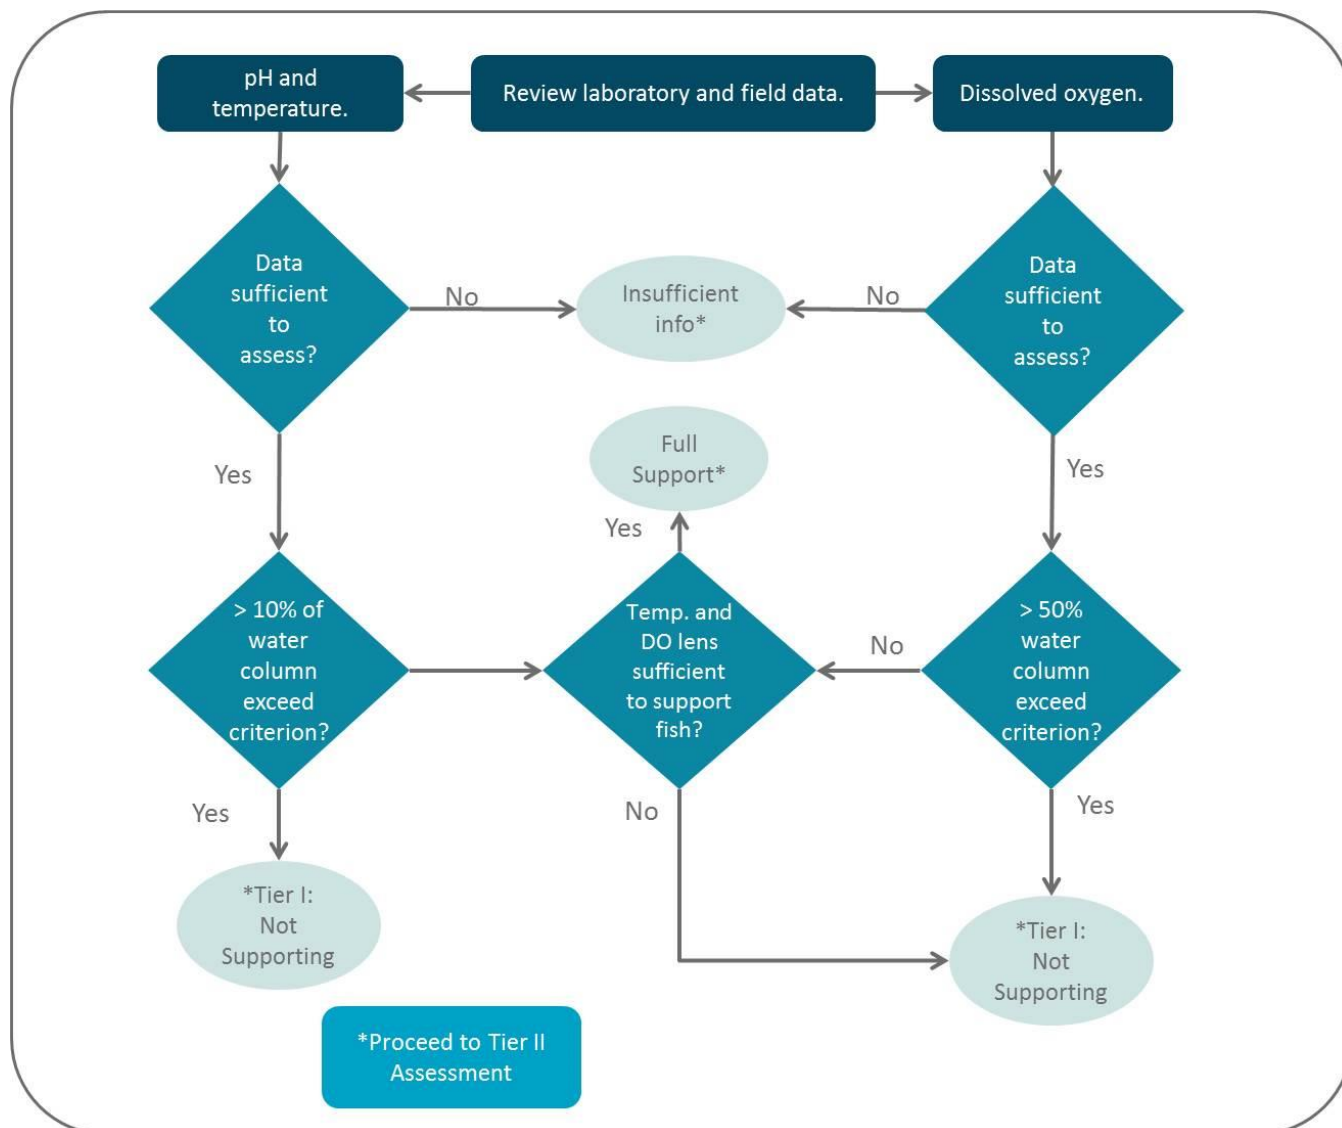 pH and
temperature.
Review laboratory and field data.
Dissolved oxygen.
Data
sufficient
to
assess?
No
Insufficient
info*
No
Data
sufficient
to
assess?
Yes
Full
Support*
Yes
Yes
> 10% of
water
column
exceed
criterion?
Temp. and
DO lens
sufficient
to support
fish?
No
> 50%
water
column
exceed
criterion?
Yes
No
Yes
*Tier I:
Not
Supporting
*Tier I:
Not
Supporting
*Proceed to Tier II
Assessment